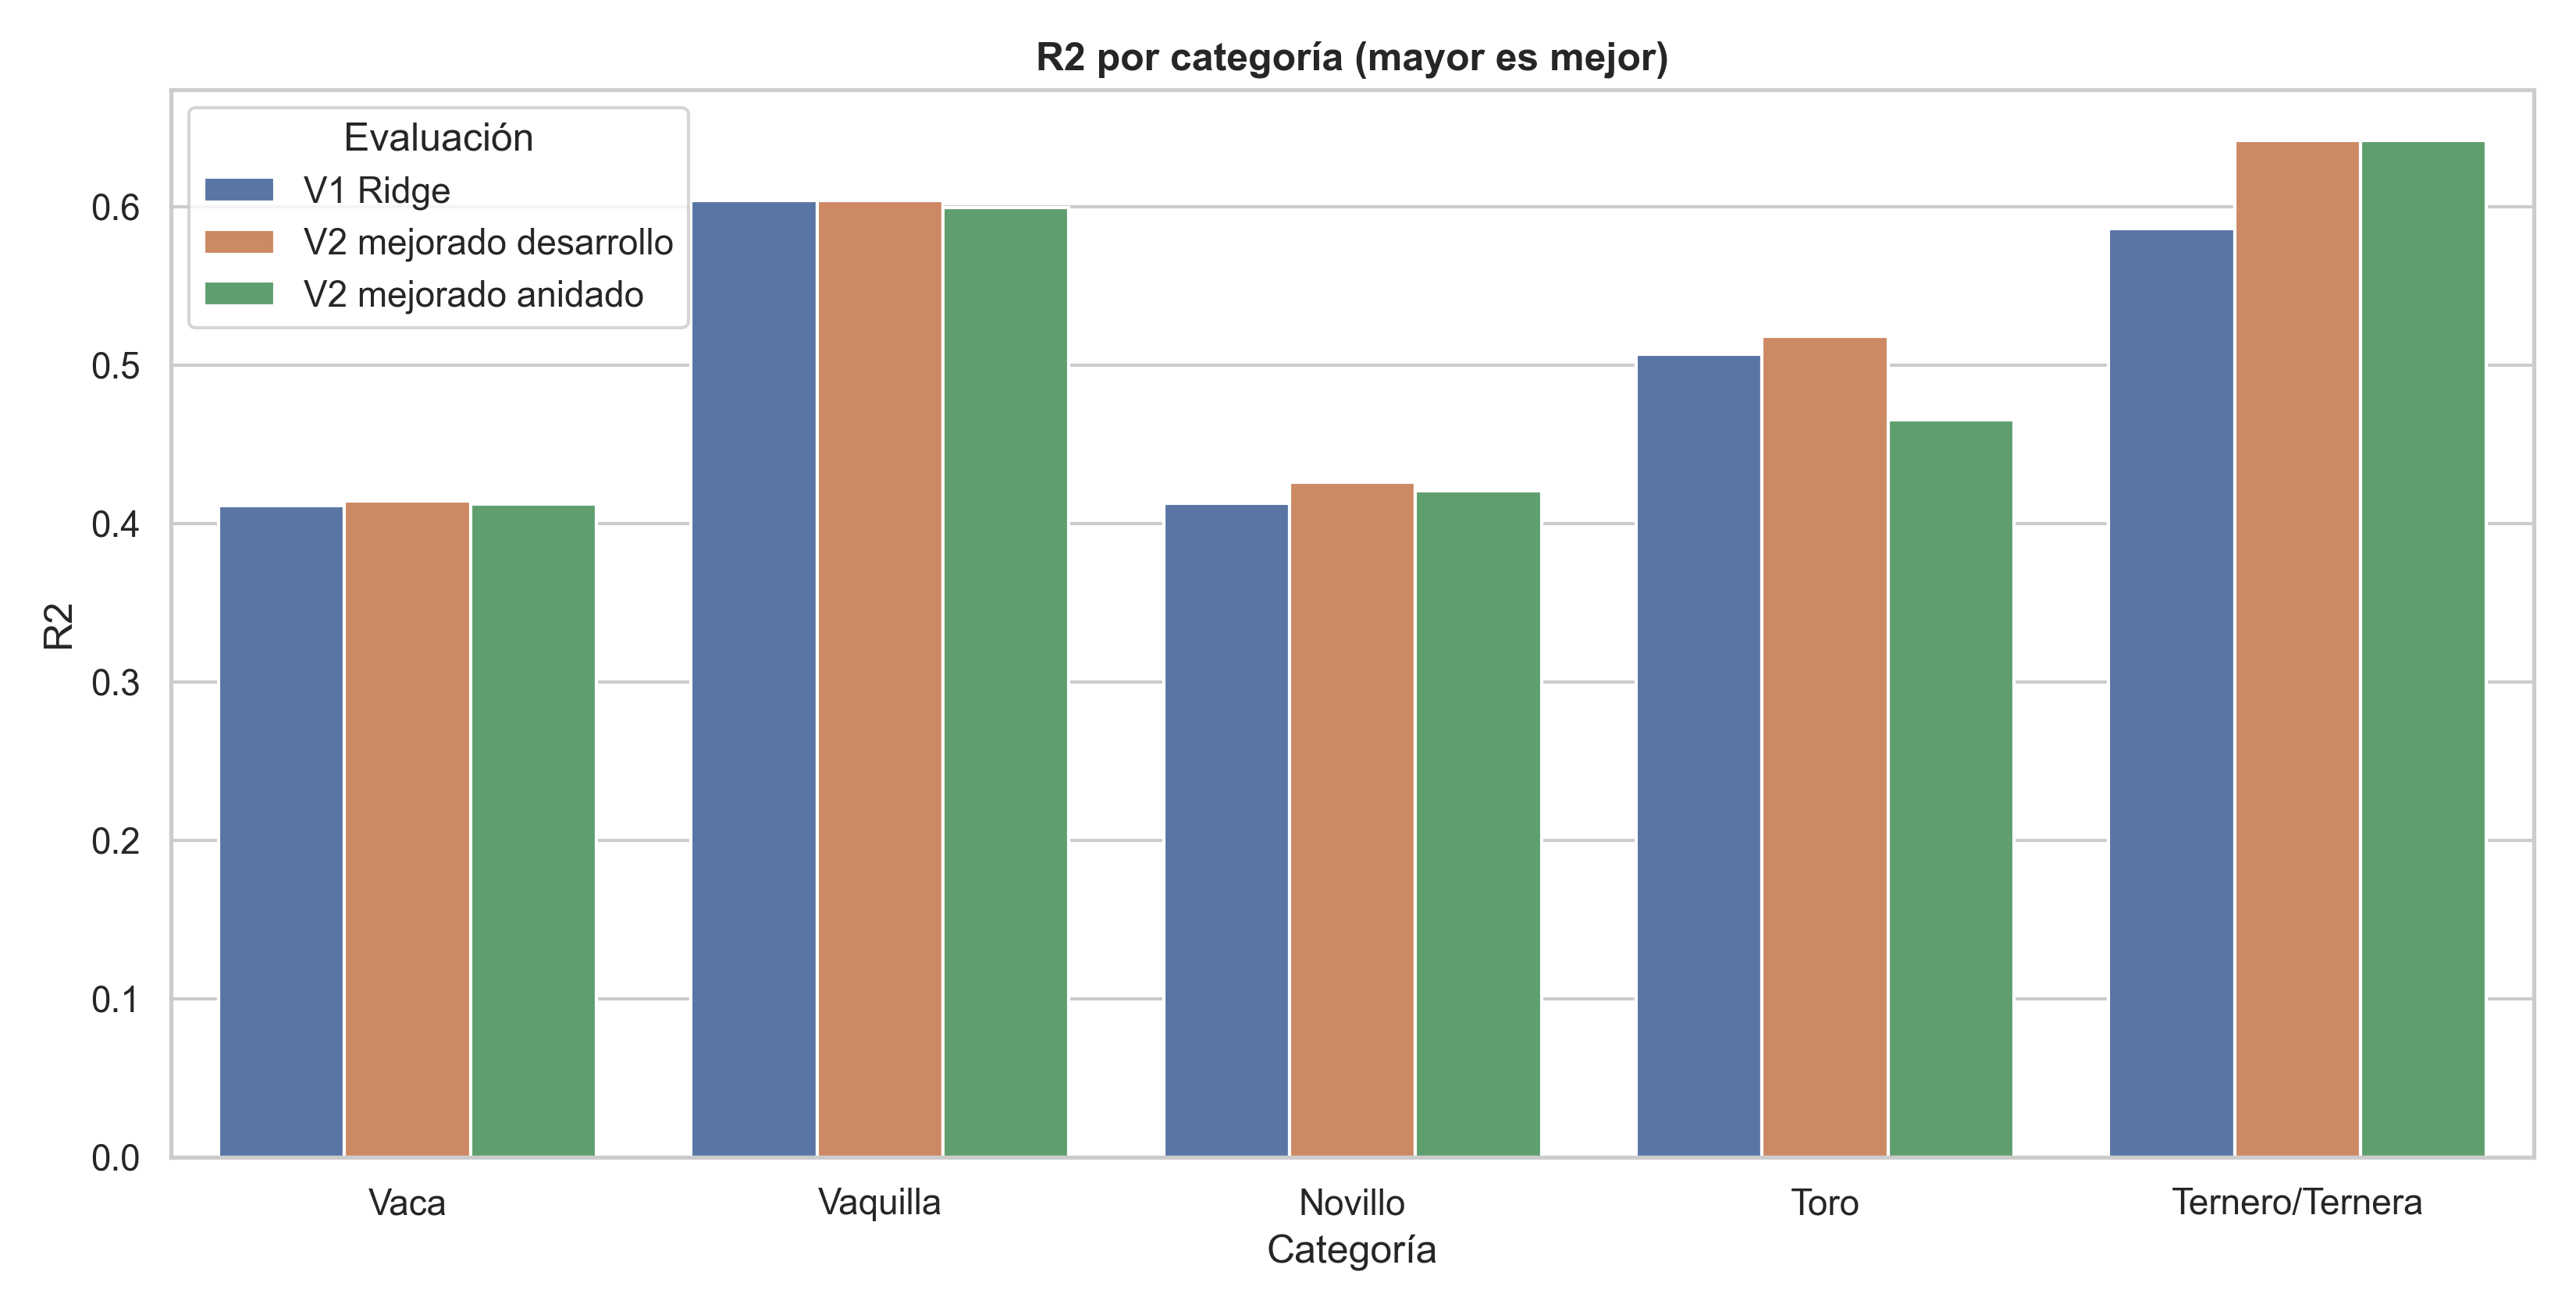 R2 por categoría (mayor es mejor)
Evaluación
V1 Ridge
V2 mejorado desarrollo
V2 mejorado anidado
R2
0.6
0.5
0.4
0.3
0.2
0.1
0.0
Vaca
Vaquilla
Novillo
Toro
Ternero/Ternera
Categoría